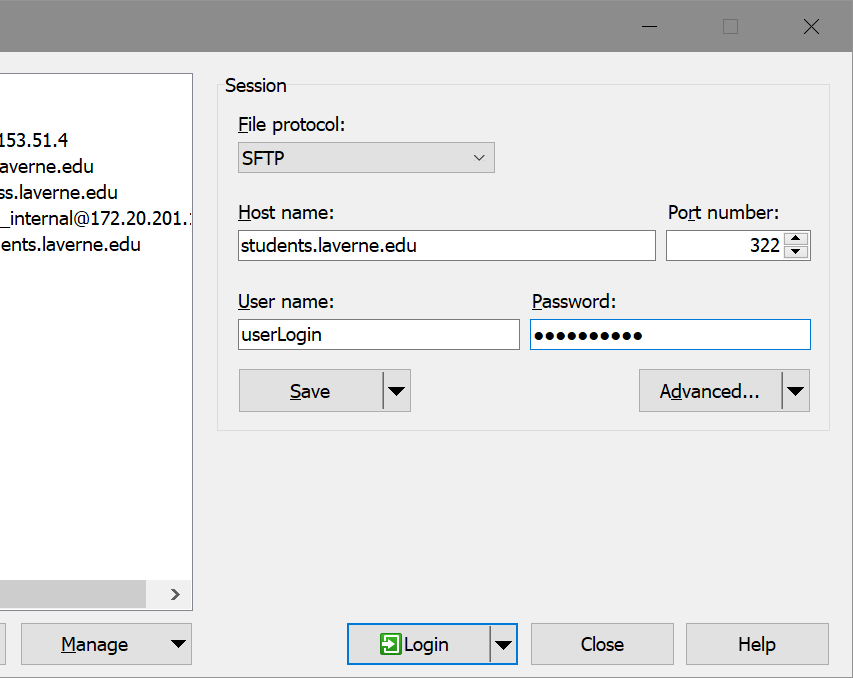 153.51.4
laverne.edu
ss.laverne.edu
_internal@172.20.201.
ents.laverne.edu
Session
File protocol:
SFTP
Host name:
Port number:
students.laverne.edu
322
User name:
Password:
userLogin
●●●●●●●●●●
Save
Advanced...
Manage
Login
Close
Help